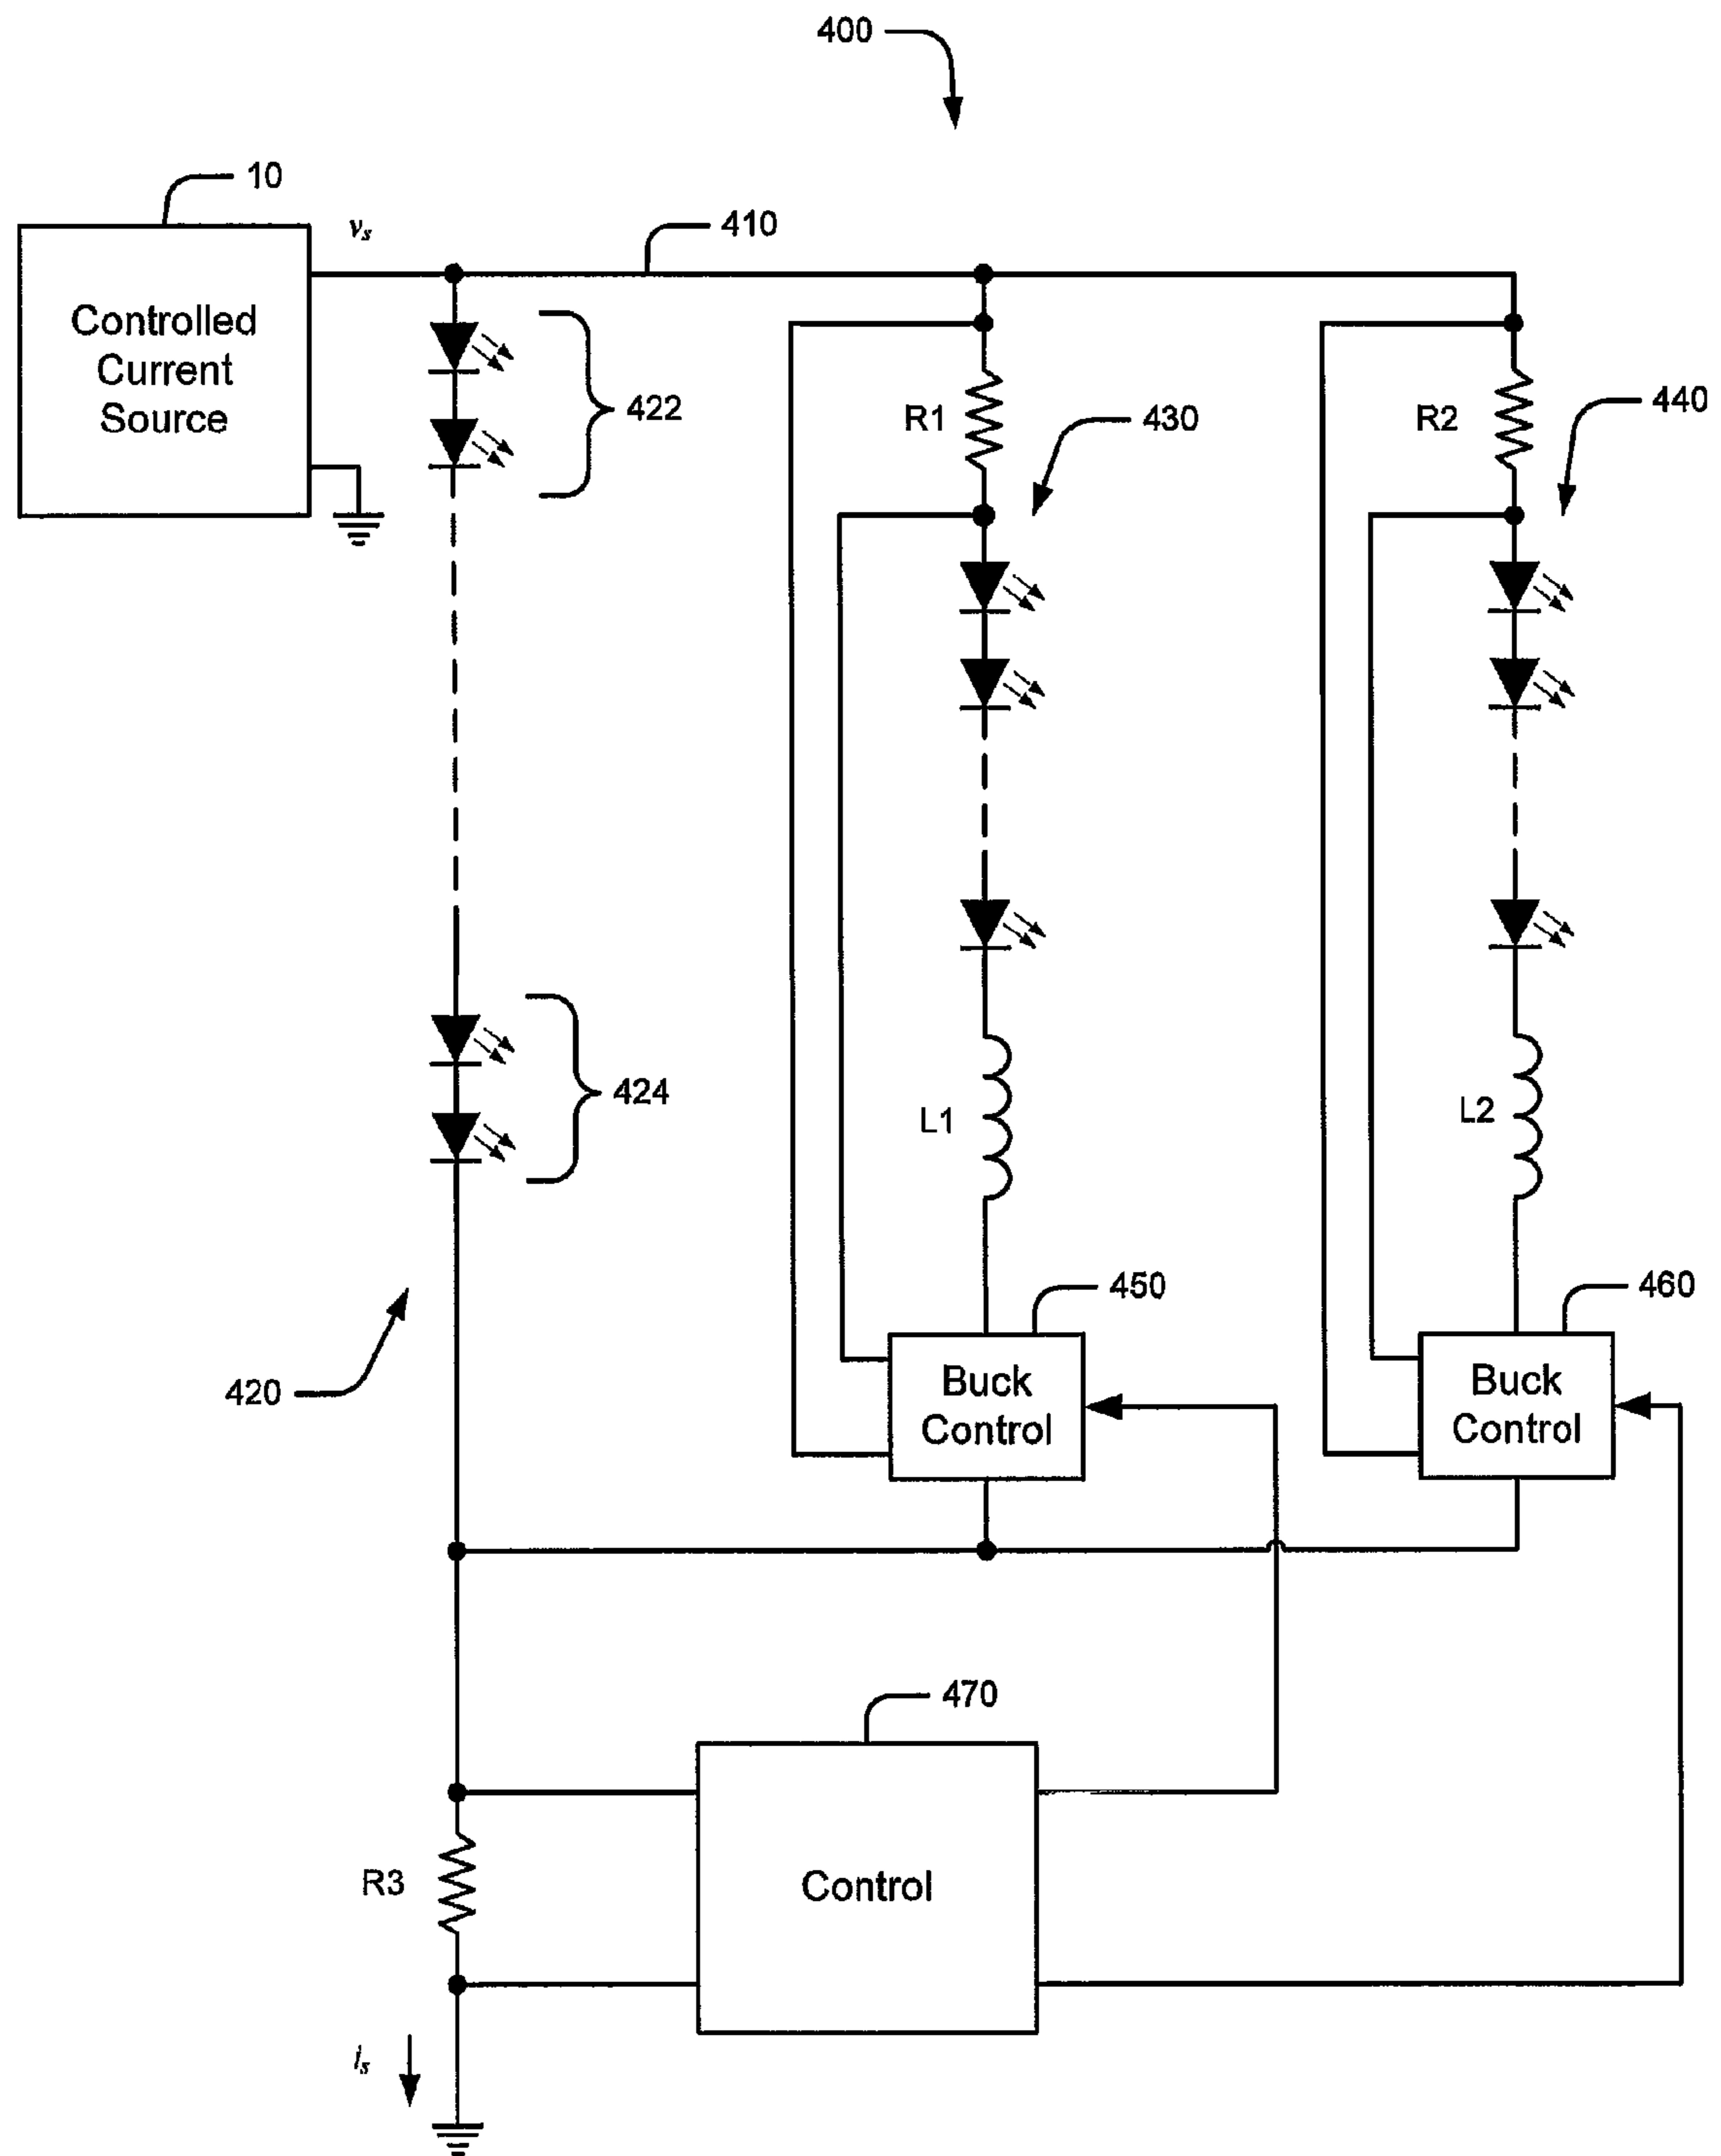 400
10
vs
410
Controlled
Current
Source
422
R1
430
R2
440
424
L1
L2
450
460
420
Buck
Control
Buck
Control
470
R3
Control
is